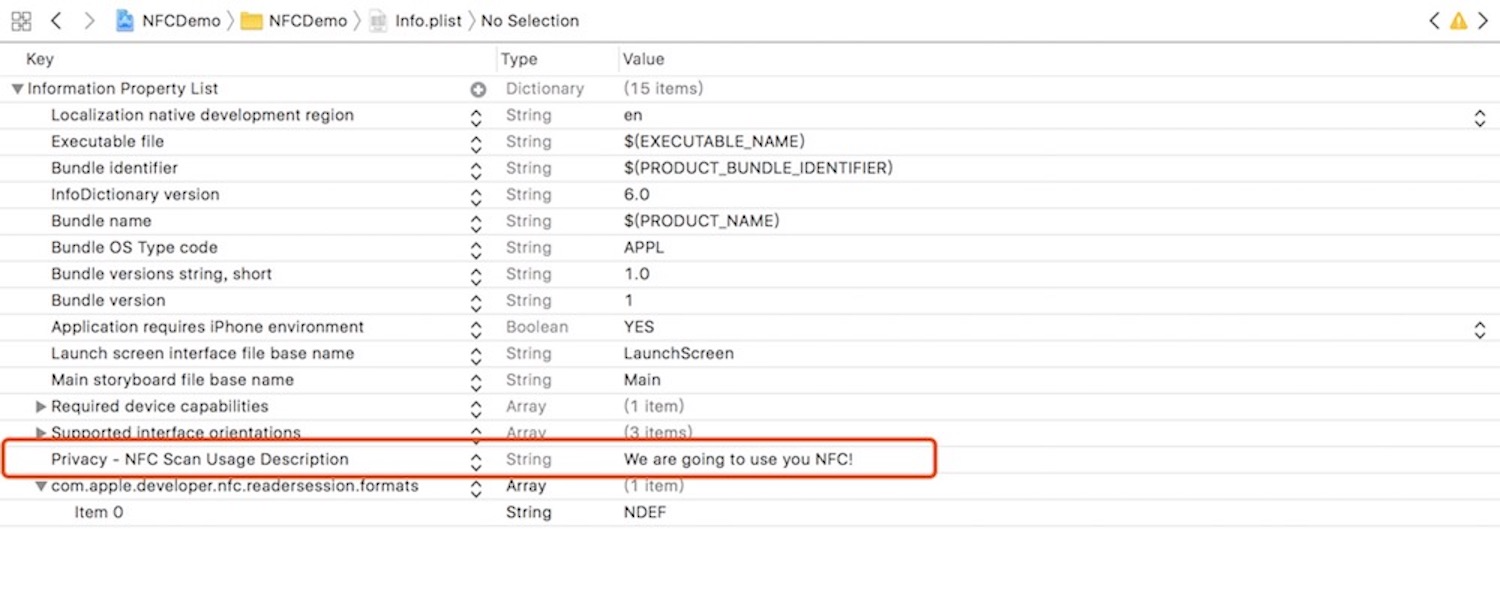 NFCDemo NFCDemo Info.plist No Selection
Key Type Value
Information Property List Dictionary (15 items)
Localization native development region String en
Executable file String $(EXECUTABLE_NAME)
Bundle identifier String $(PRODUCT_BUNDLE_IDENTIFIER)
InfoDictionary version String 6.0
Bundle name String $(PRODUCT_NAME)
Bundle OS Type code String APPL
Bundle versions string, short String 1.0
Bundle version String 1
Application requires iPhone environment Boolean YES
Launch screen interface file base name String LaunchScreen
Main storyboard file base name String Main
Required device capabilities Array (1 item)
Supported interface orientations Array (3 items)
Privacy - NFC Scan Usage Description String We are going to use you NFC!
com.apple.developer.nfc.readersession.formats Array (1 item)
Item 0 String NDEF